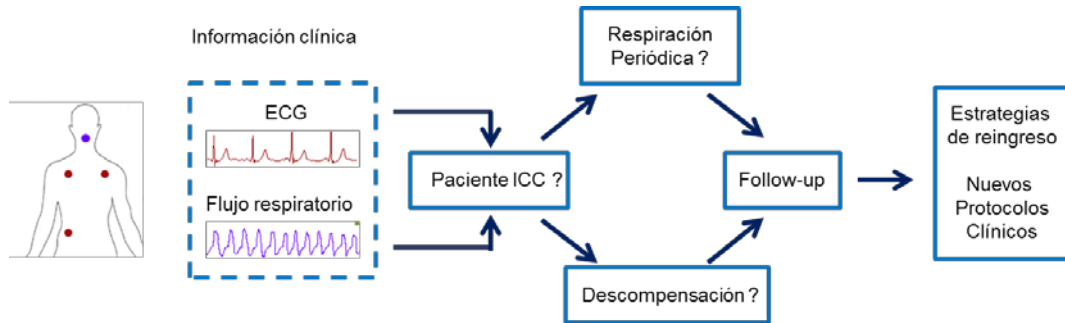 Información clínica
ECG
Flujo respiratorio
Paciente ICC ?
Respiración
Periódica ?
Descompensación ?
Follow-up
Estrategias
de reingreso
Nuevos
Protocolos
Clínicos